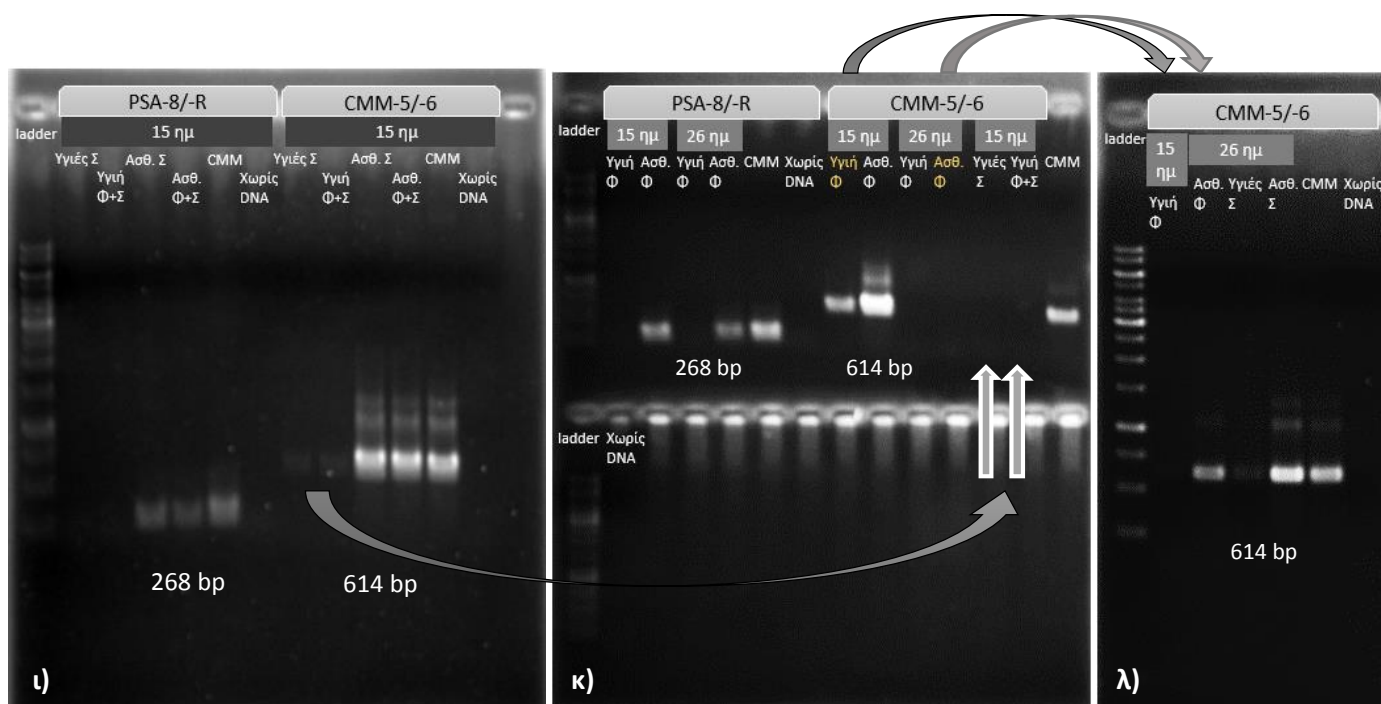 PSA-8/-R CMM-5/-6
ladder 15 ημ 15 ημ
Υγιές Σ Ασθ. Σ CMM Υγιές Σ Ασθ. Σ CMM
Υγιή Φ+Σ Ασθ. Φ+Σ Χωρίς DNA Υγιή Φ+Σ Ασθ. Φ+Σ Χωρίς DNA
268 bp 614 bp
ι)
PSA-8/-R CMM-5/-6
ladder 15 ημ 26 ημ 15 ημ 26 ημ 15 ημ
Υγιή Ασθ. Υγιή Ασθ. CMM Χωρίς Υγιή Ασθ. Υγιή Ασθ. Υγιές Υγιή CMM
Φ Φ Φ Φ DNA Φ Φ Φ Φ Σ Φ+Σ
268 bp 614 bp
ladder Χωρίς
DNA
κ)
CMM-5/-6
ladder 15 ημ 26 ημ
Ασθ. Υγιές Ασθ. CMM Χωρίς
Υγιή Φ Σ Σ DNA
Φ
614 bp
λ)